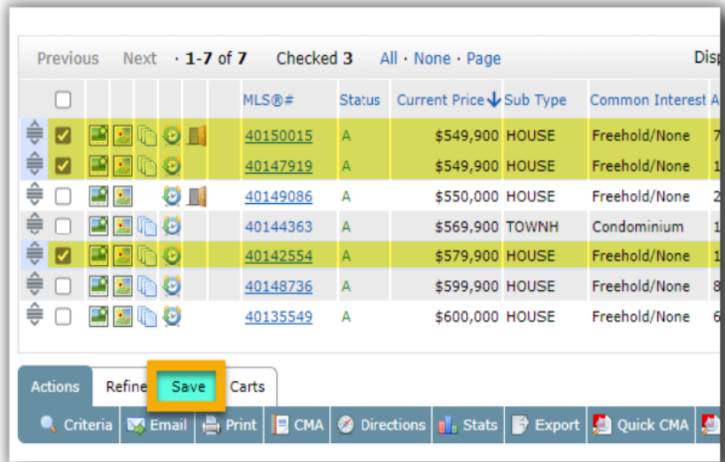 Previous Next · 1-7 of 7 Checked 3 All · None · Page Disp
MLS®# Status Current Price Sub Type Common Interest A
40150015 A $549,900 HOUSE Freehold/None 7
40147919 A $549,900 HOUSE Freehold/None 1
40149086 A $550,000 HOUSE Freehold/None 2
40144363 A $569,900 TOWNH Condominium 1
40142554 A $579,900 HOUSE Freehold/None 1
40148736 A $599,900 HOUSE Freehold/None 8
40135549 A $600,000 HOUSE Freehold/None 6
Actions Refine Save Carts
Criteria Email Print CMA Directions Stats Export Quick CMA